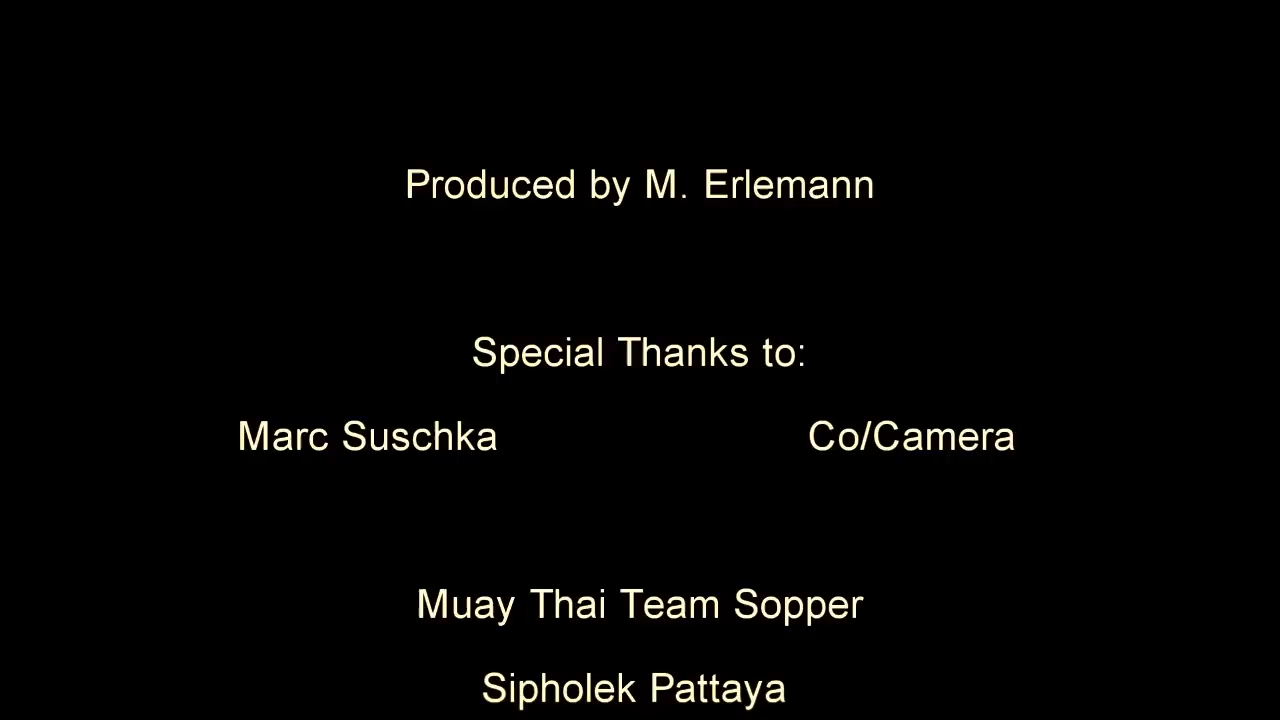 Produced by M. Erlemann
Special Thanks to:
Marc Suschka Co/Camera
Muay Thai Team Sopper
Sipholek Pattaya